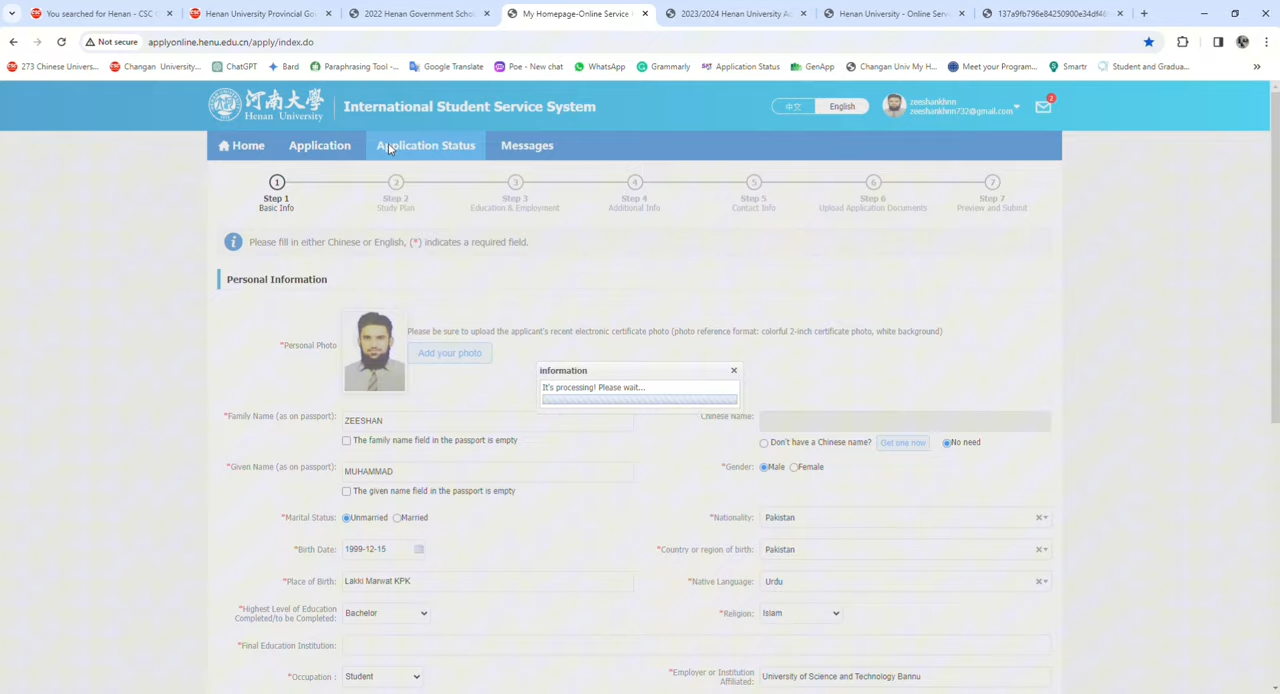 You searched for Henan - CSC
Henan University Provincial Go
2022 Henan Government Scho
My Homepage-Online Service
2023/2024 Henan University A
Henan University - Online Serv
137a9fb796e84250900e34df46
Not secure
applyonline.henu.edu.cn/apply/index.do
273 Chinese Univers...
Changan University...
ChatGPT
Bard
Paraphrasing Tool -...
Google Translate
Poe - New chat
WhatsApp
Grammarly
Application Status
GenApp
Changan Univ My H...
Meet your Program...
Smartr
Student and Gradua...
河南大學
Henan University
International Student Service System
中文
English
zeeshankhnn
zeeshankhnn732@gmail.com
2
Home
Application
Application Status
Messages
1
2
3
4
5
6
7
Step 1
Step 2
Step 3
Step 4
Step 5
Step 6
Step 7
Basic Info
Study Plan
Education & Employment
Additional Info
Contact Info
Upload Application Documents
Preview and Submit
Please fill in either Chinese or English, (*) indicates a required field.
Personal Information
*Personal Photo
Please be sure to upload the applicant's recent electronic certificate photo (photo reference format: colorful 2-inch certificate photo, white background)
Add your photo
information
It's processing! Please wait...
*Family Name (as on passport):
ZEESHAN
Chinese Name:
The family name field in the passport is empty
Don't have a Chinese name?
Get one now
No need
*Given Name (as on passport):
MUHAMMAD
*Gender:
Male
Female
The given name field in the passport is empty
*Marital Status:
Unmarried
Married
*Nationality:
Pakistan
*Birth Date:
1999-12-15
*Country or region of birth:
Pakistan
*Place of Birth:
Lakki Marwat KPK
*Native Language:
Urdu
*Highest Level of Education
Completed/to be Completed:
Bachelor
*Religion:
Islam
*Final Education Institution:
*Occupation :
Student
*Employer or Institution
Affiliated:
University of Science and Technology Bannu